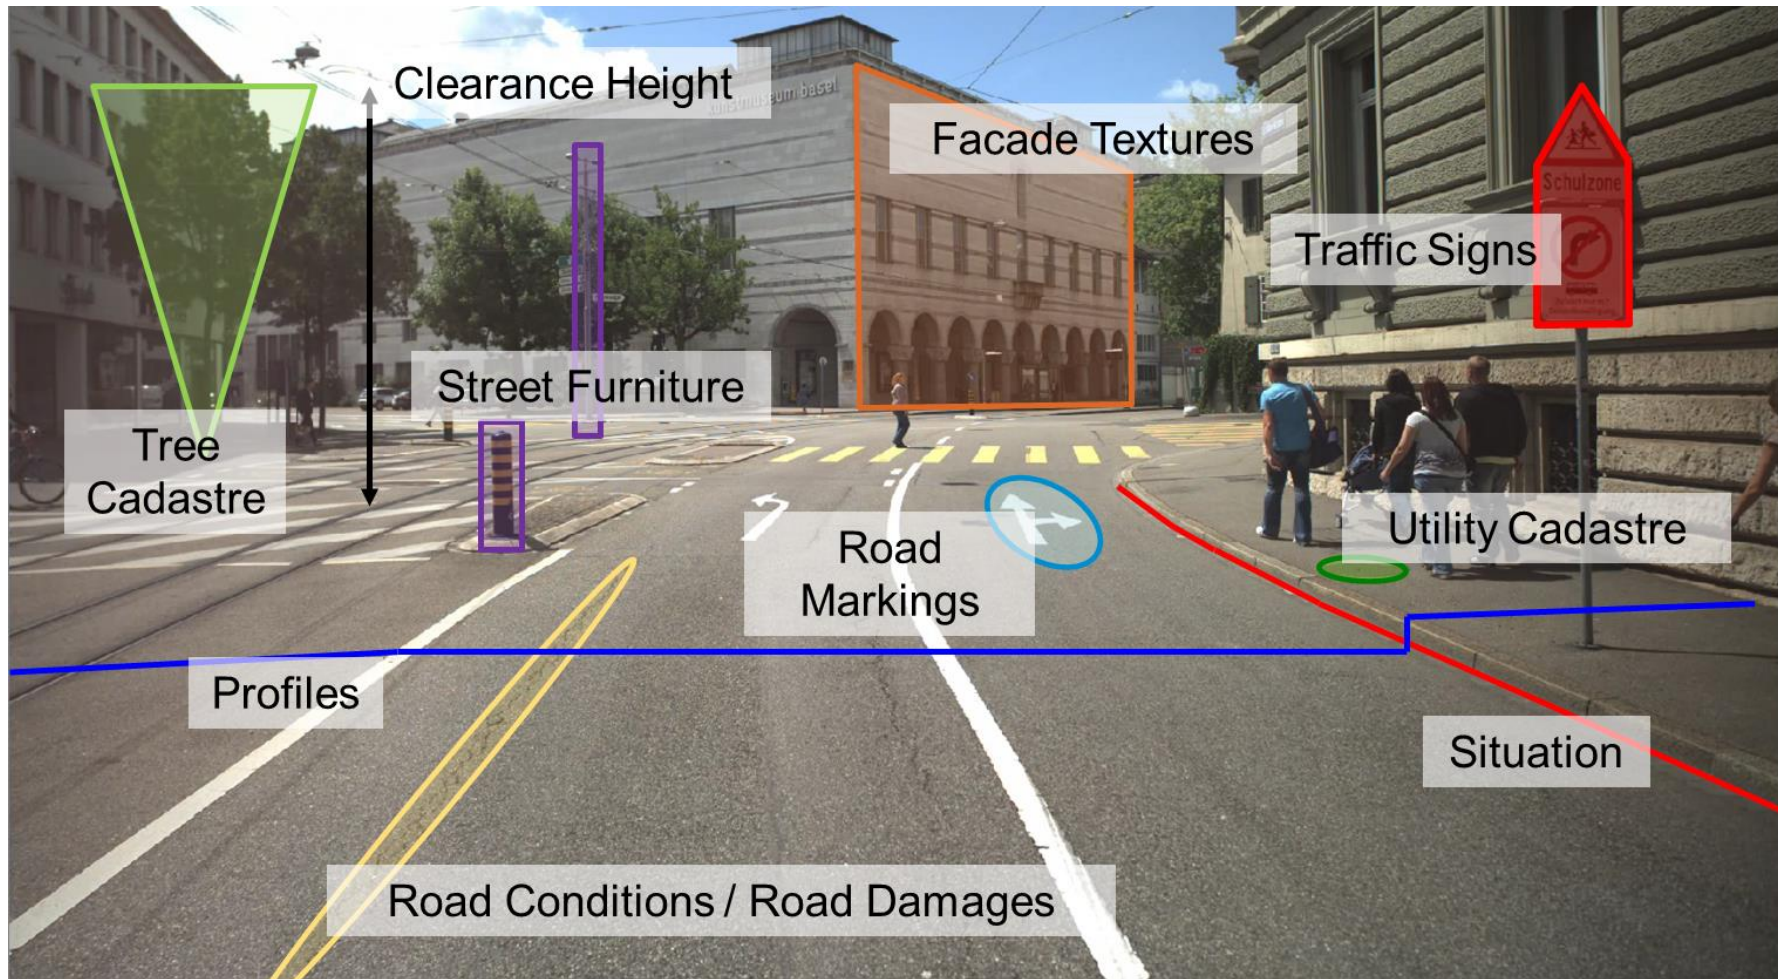 Clearance Height
kunstmuseum basel
Facade Textures
Schulzone
Traffic Signs
Street Furniture
Tree
Cadastre
Utility Cadastre
Road
Markings
Profiles
Situation
Road Conditions / Road Damages